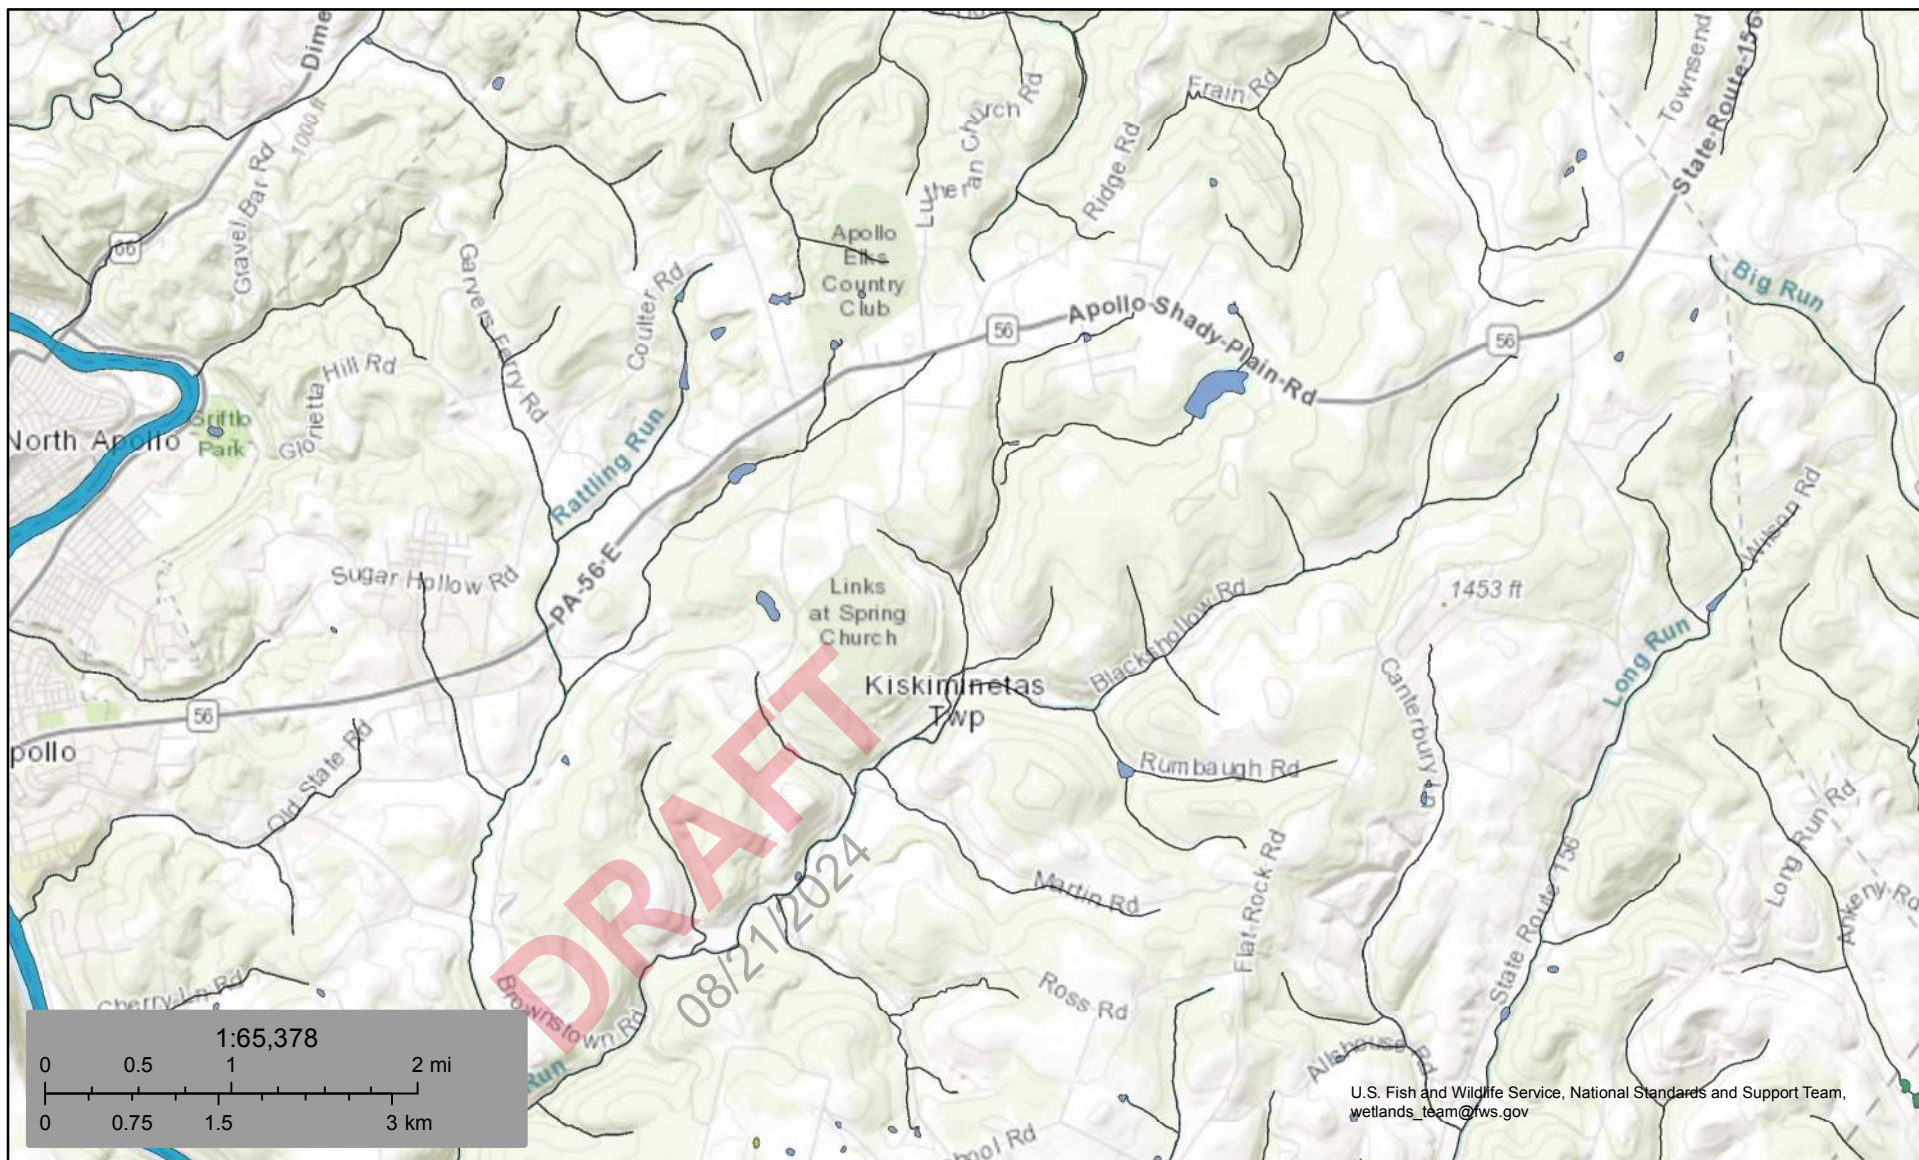 Dime
1000 ft
Gravel Bar Rd
66
Garvers Ferry Rd
Coulter Rd
Apollo
Elks
Country
Club
Lutheran Church Rd
Ridge Rd
Frain Rd
Townsend
State-Route-156
Big Run
56
Apollo-Shady-Plain-Rd
56
Hill Rd
Glorietta
North Apollo
Park
Rattling Run
PA-56-E
Sugar Hollow Rd
Links
at Spring
Church
Kiskiminetas
Twp
Blackshollow Rd
1453 ft
Wilson Rd
Long Run
Canterbury Ln
56
pollo
Old State Rd
Rumbaugh Rd
Martin Rd
Flat-Rock Rd
State Route 156
Long Run Rd
Ankeny-Rd
DRAFT
08/21/2024
Cherry Ln Rd
Brownstown Rd
Ross-Rd
Allshouse Rd
Run
1:65,378
0 0.5 1 2 mi
0 0.75 1.5 3 km
U.S. Fish and Wildlife Service, National Standards and Support Team,
wetlands_team@fws.gov
hool Rd